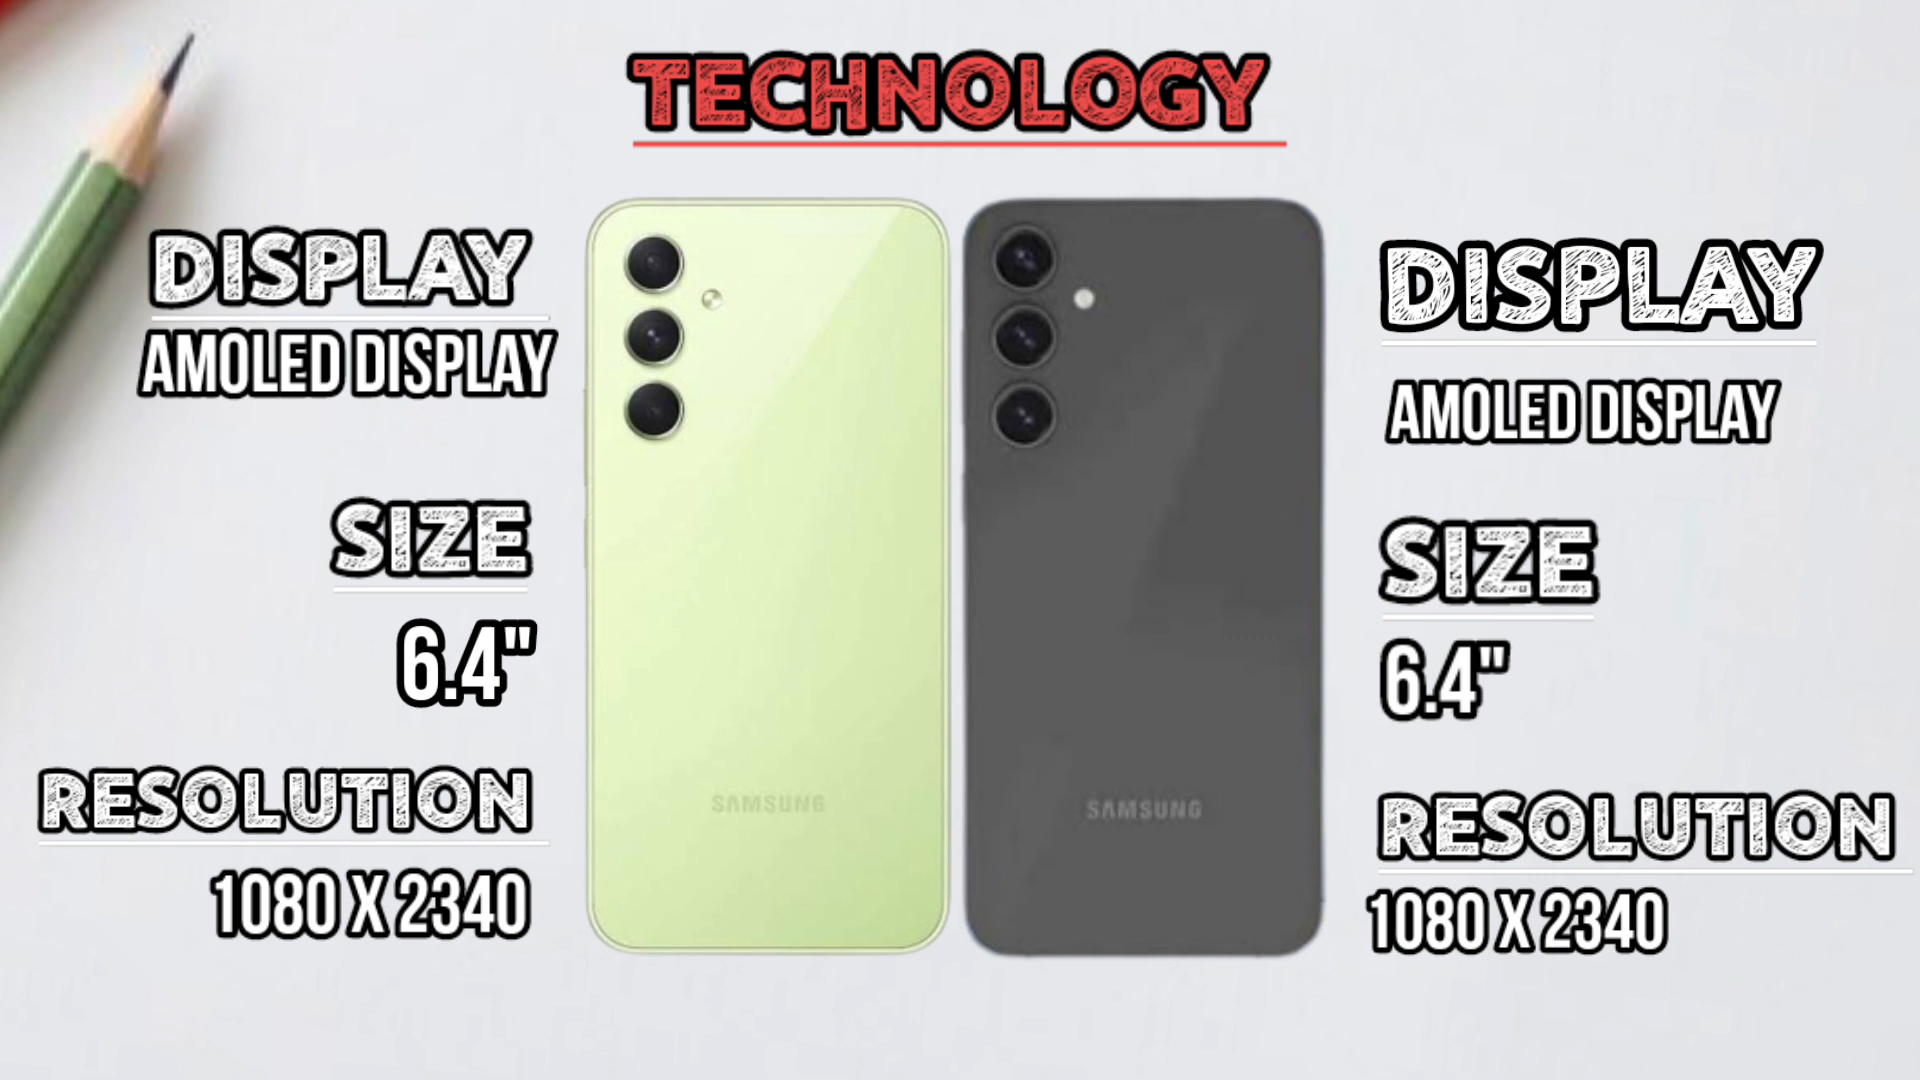 TECHNOLOGY
DISPLAY
AMOLED DISPLAY
SIZE
6.4"
RESOLUTION
1080 X 2340
SAMSUNG
SAMSUNG
DISPLAY
AMOLED DISPLAY
SIZE
6.4"
RESOLUTION
1080 X 2340